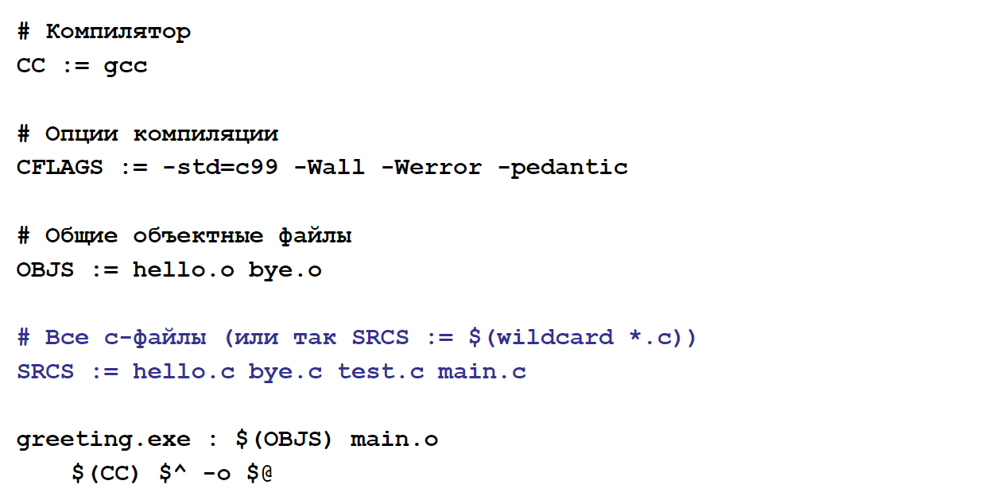 # Компилятор
CC := gcc
# Опции компиляции
CFLAGS := -std=c99 -Wall -Werror -pedantic
# Общие объектные файлы
OBJS := hello.o bye.o
# Все с-файлы (или так SRCS := $(wildcard *.c))
SRCS := hello.c bye.c test.c main.c
greeting.exe : $(OBJS) main.o
$(CC) $^ -o $@